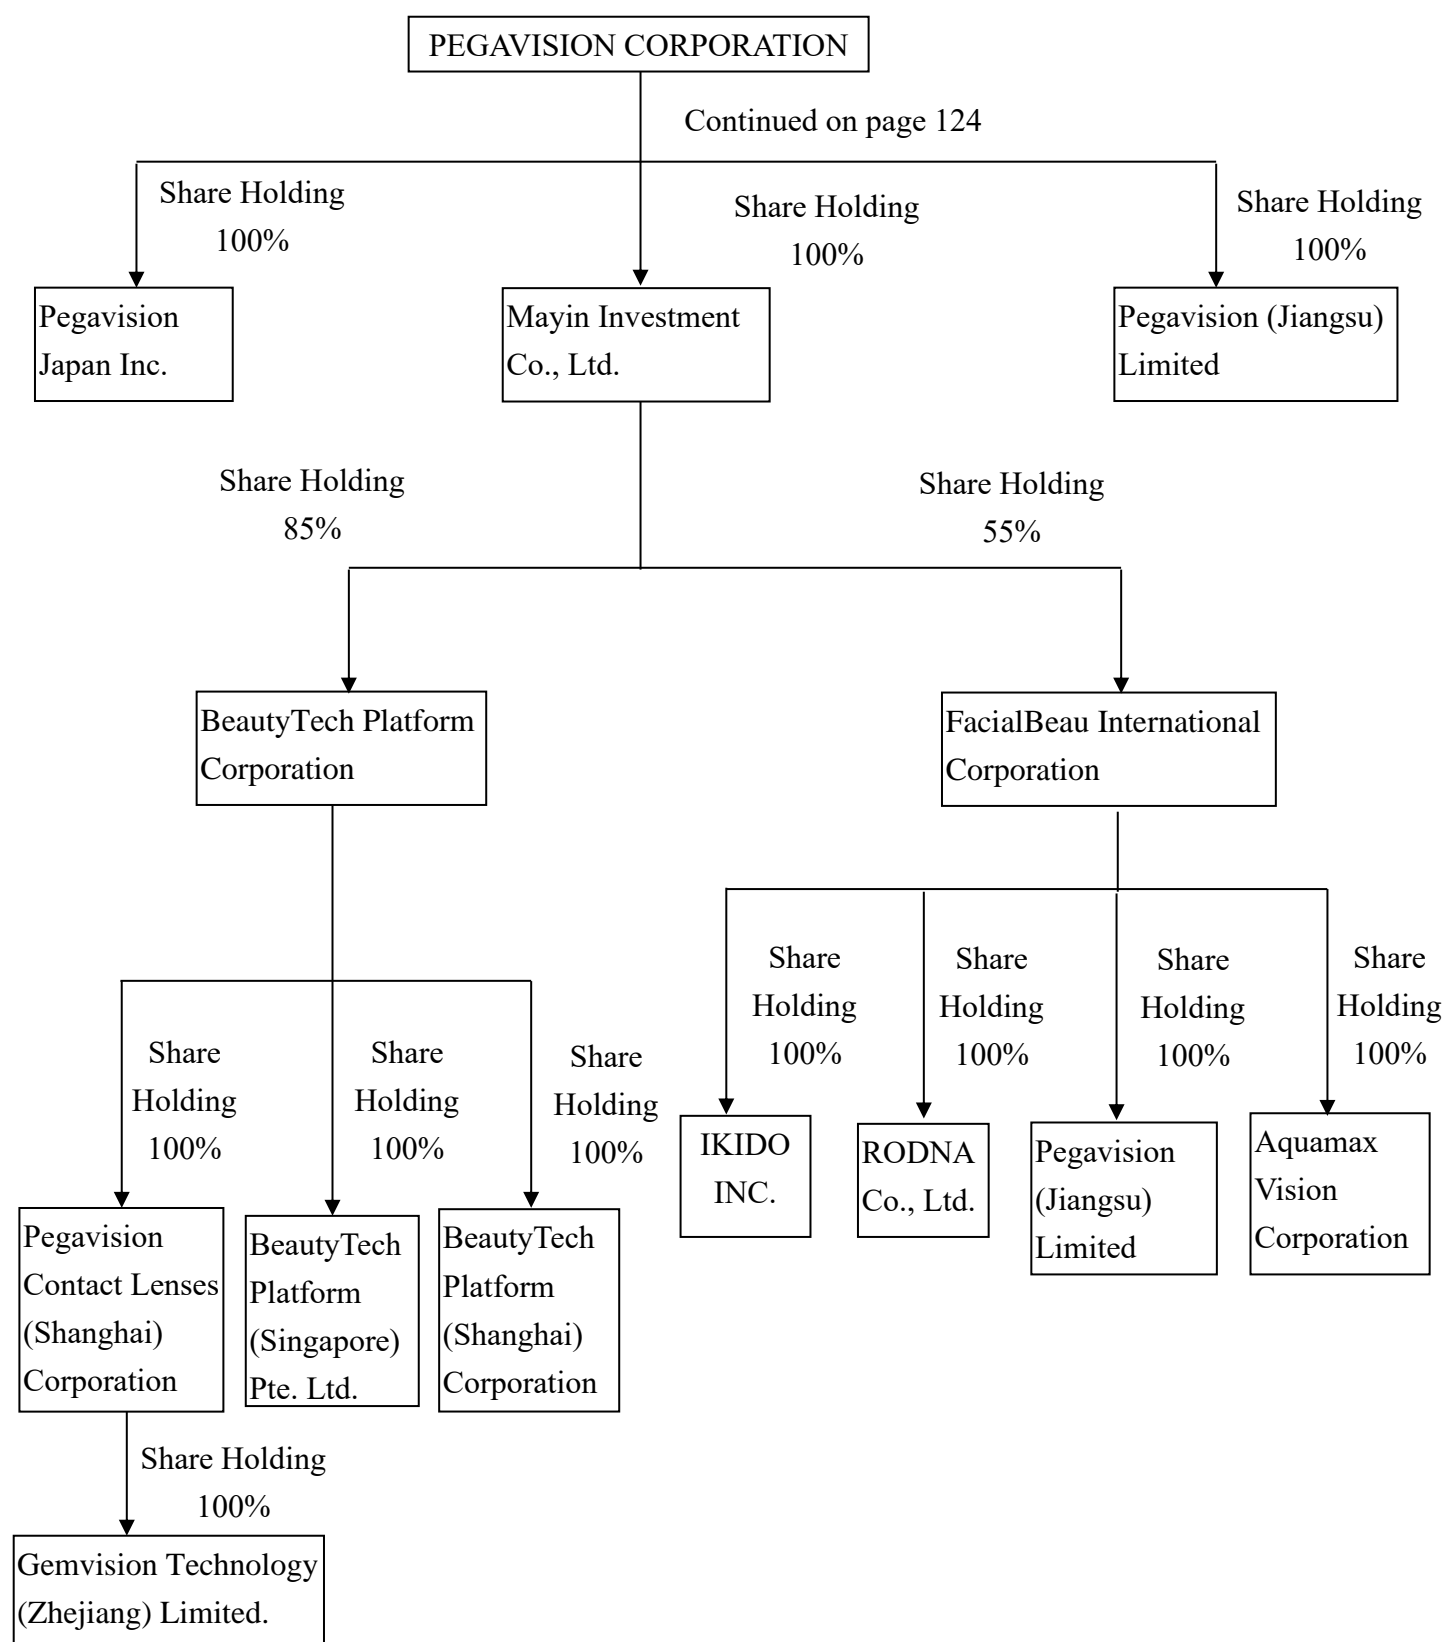 PEGAVISION CORPORATION
Continued on page 124
Share Holding
100%
Share Holding
100%
Share Holding
100%
Pegavision
Japan Inc.
Mayin Investment
Co., Ltd.
Pegavision (Jiangsu)
Limited
Share Holding
85%
Share Holding
55%
BeautyTech Platform
Corporation
FacialBeau International
Corporation
Share
Holding
100%
Share
Holding
100%
Share
Holding
100%
Share
Holding
100%
Share
Holding
100%
Share
Holding
100%
Share
Holding
100%
IKIDO
INC.
RODNA
Co., Ltd.
Pegavision
(Jiangsu)
Limited
Aquamax
Vision
Corporation
Pegavision
Contact Lenses
(Shanghai)
Corporation
BeautyTech
Platform
(Singapore)
Pte. Ltd.
BeautyTech
Platform
(Shanghai)
Corporation
Share Holding
100%
Gemvision Technology
(Zhejiang) Limited.